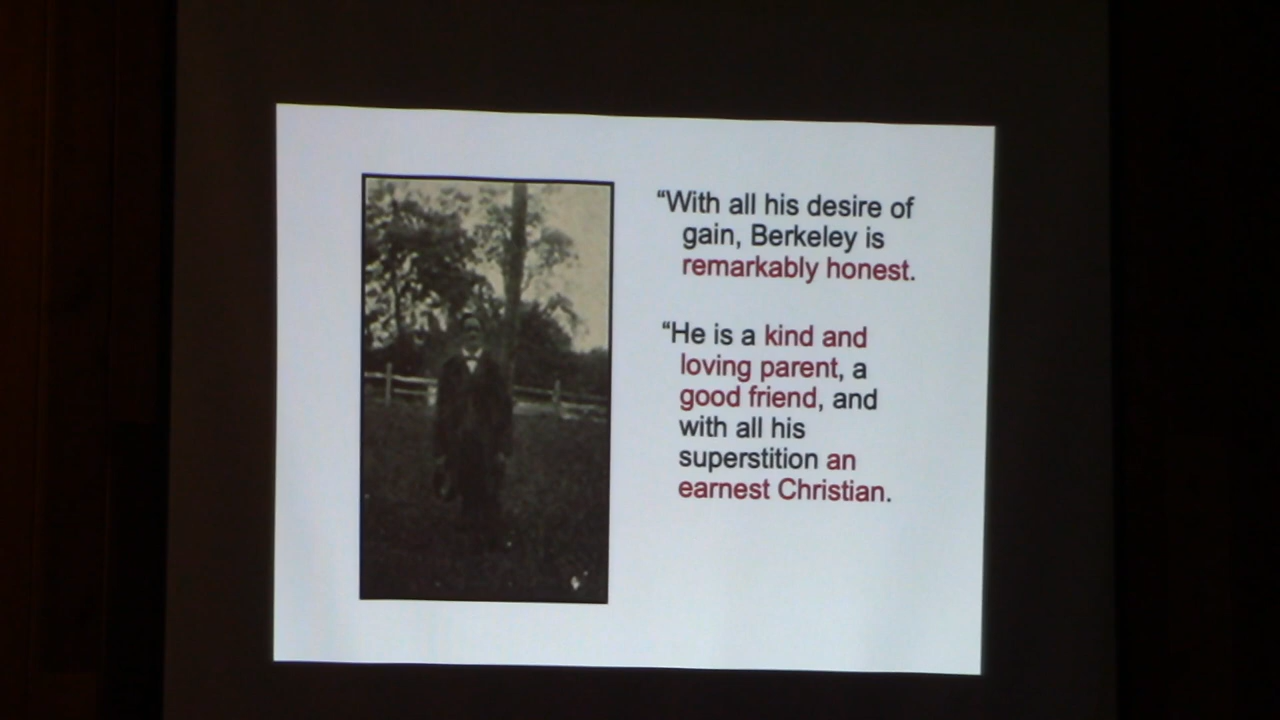 “With all his desire of
gain, Berkeley is
remarkably honest.
“He is a kind and
loving parent, a
good friend, and
with all his
superstition an
earnest Christian.